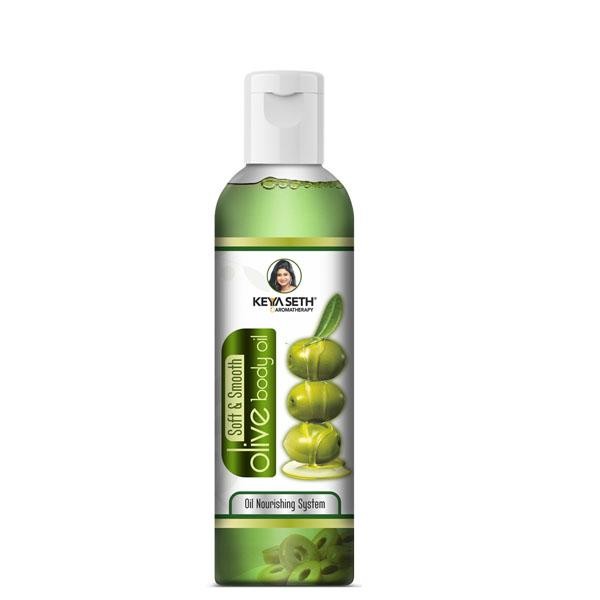 KEYA SETH®
AROMATHERAPY
Soft & Smooth
olive body oil
Oil Nourishing System